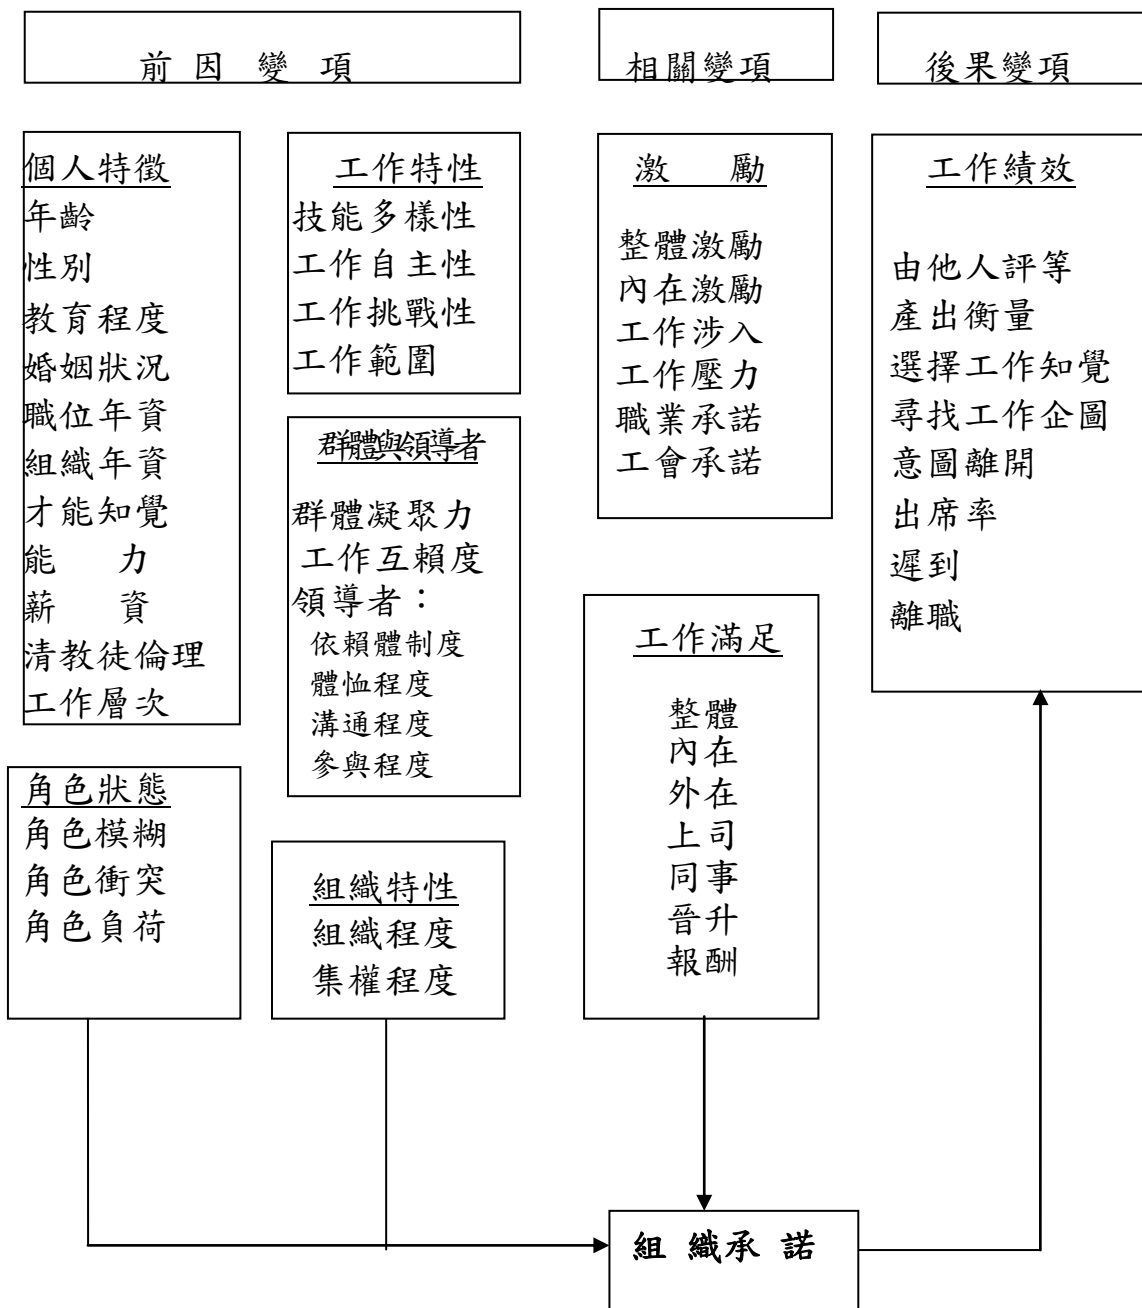 前因變項
相關變項
後果變項
個人特徵
年齡
性別
教育程度
婚姻狀況
職位年資
組織年資
才能知覺
能力
薪資
清教徒倫理
工作層次
角色狀態
角色模糊
角色衝突
角色負荷
工作特性
技能多樣性
工作自主性
工作挑戰性
工作範圍
群體與領導者
群體凝聚力
工作互賴度
領導者：
依賴體制度
體恤程度
溝通程度
參與程度
組織特性
組織程度
集權程度
激勵
整體激勵
內在激勵
工作涉入
工作壓力
職業承諾
工會承諾
工作滿足
整體
內在
外在
上司
同事
晉升
報酬
工作績效
由他人評等
產出衡量
選擇工作知覺
尋找工作企圖
意圖離開
出席率
遲到
離職
組織承諾